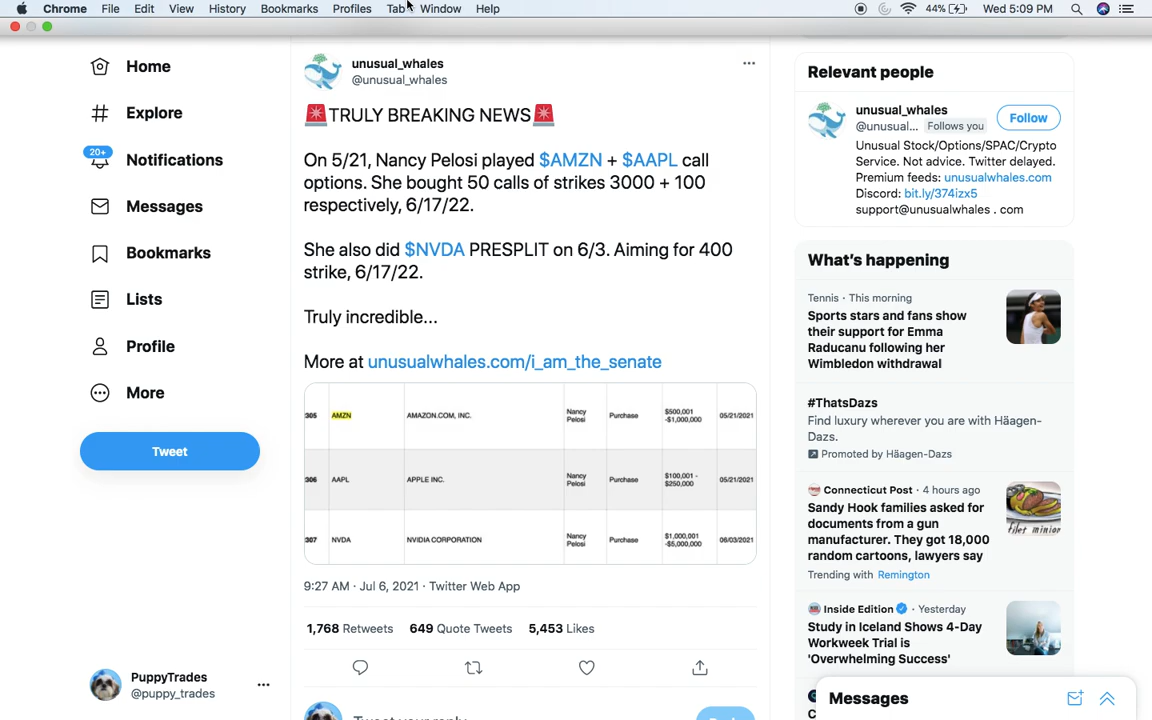 Chrome File Edit View History Bookmarks Profiles Tab Window Help 44% Wed 5:09 PM
Home
Explore
20+
Notifications
Messages
Bookmarks
Lists
Profile
More
Tweet
PuppyTrades
@puppy_trades
unusual_whales
@unusual_whales
🚨TRULY BREAKING NEWS🚨
On 5/21, Nancy Pelosi played $AMZN + $AAPL call
options. She bought 50 calls of strikes 3000 + 100
respectively, 6/17/22.
She also did $NVDA PRESPLIT on 6/3. Aiming for 400
strike, 6/17/22.
Truly incredible...
More at unusualwhales.com/i_am_the_senate
305 AMZN AMAZON.COM, INC. Nancy Pelosi Purchase $500,001 -$1,000,000 05/21/2021
306 AAPL APPLE INC. Nancy Pelosi Purchase $100,001 - $250,000 05/21/2021
307 NVDA NVIDIA CORPORATION Nancy Pelosi Purchase $1,000,001 -$5,000,000 06/03/2021
9:27 AM · Jul 6, 2021 · Twitter Web App
1,768 Retweets 649 Quote Tweets 5,453 Likes
Tweet your reply
Relevant people
unusual_whales
@unusual... Follows you
Follow
Unusual Stock/Options/SPAC/Crypto
Service. Not advice. Twitter delayed.
Premium feeds: unusualwhales.com
Discord: bit.ly/374izx5
support@unusualwhales . com
What's happening
Tennis · This morning
Sports stars and fans show
their support for Emma
Raducanu following her
Wimbledon withdrawal
#ThatsDazs
Find luxury wherever you are with Häagen-
Dazs.
Promoted by Häagen-Dazs
Connecticut Post · 4 hours ago
Sandy Hook families asked for
documents from a gun
manufacturer. They got 18,000
random cartoons, lawyers say
filet minion
Trending with Remington
Inside Edition · Yesterday
Study in Iceland Shows 4-Day
Workweek Trial is
'Overwhelming Success'
Messages